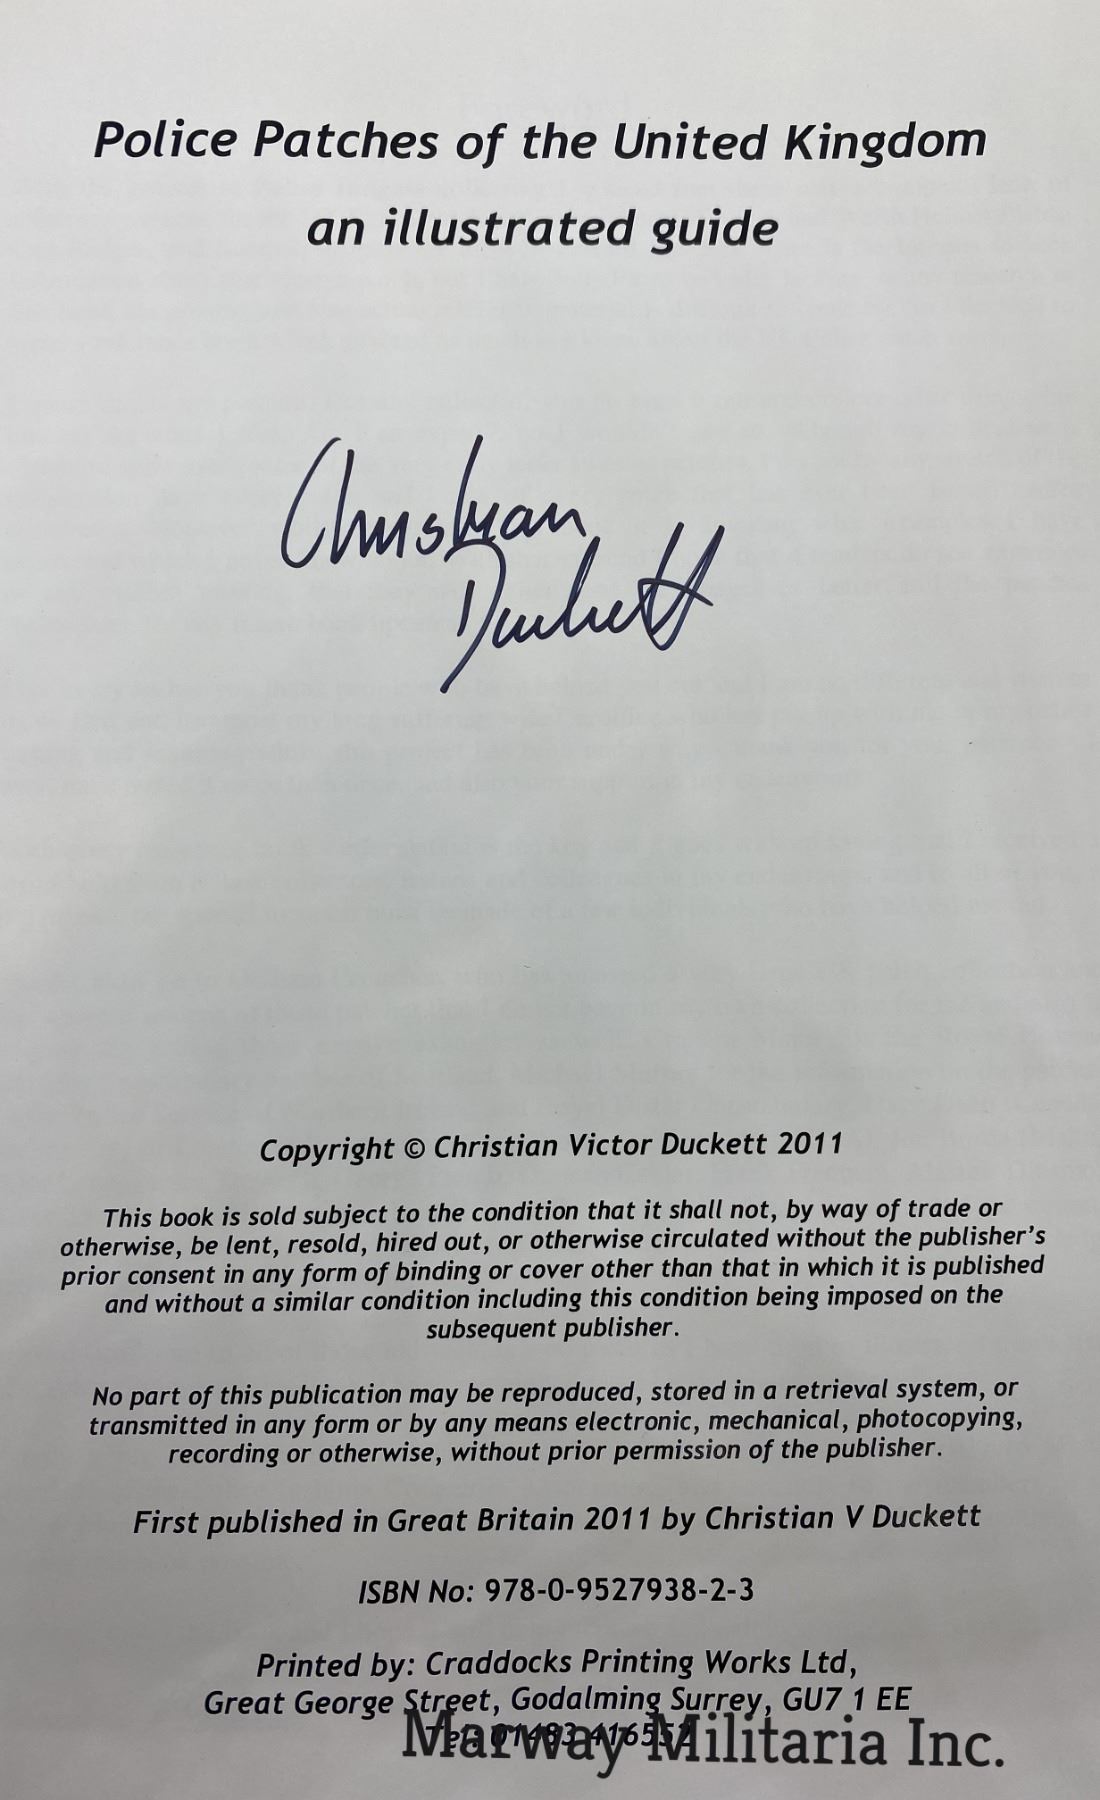 Police Patches of the United Kingdom
an illustrated guide
Christian
Duckett
Copyright © Christian Victor Duckett 2011
This book is sold subject to the condition that it shall not, by way of trade or
otherwise, be lent, resold, hired out, or otherwise circulated without the publisher's
prior consent in any form of binding or cover other than that in which it is published
and without a similar condition including this condition being imposed on the
subsequent publisher.
No part of this publication may be reproduced, stored in a retrieval system, or
transmitted in any form or by any means electronic, mechanical, photocopying,
recording or otherwise, without prior permission of the publisher.
First published in Great Britain 2011 by Christian V Duckett
ISBN No: 978-0-9527938-2-3
Printed by: Craddocks Printing Works Ltd,
Great George Street, Godalming Surrey, GU7 1 EE
Tel: 01483 416552
Marway Militaria Inc.